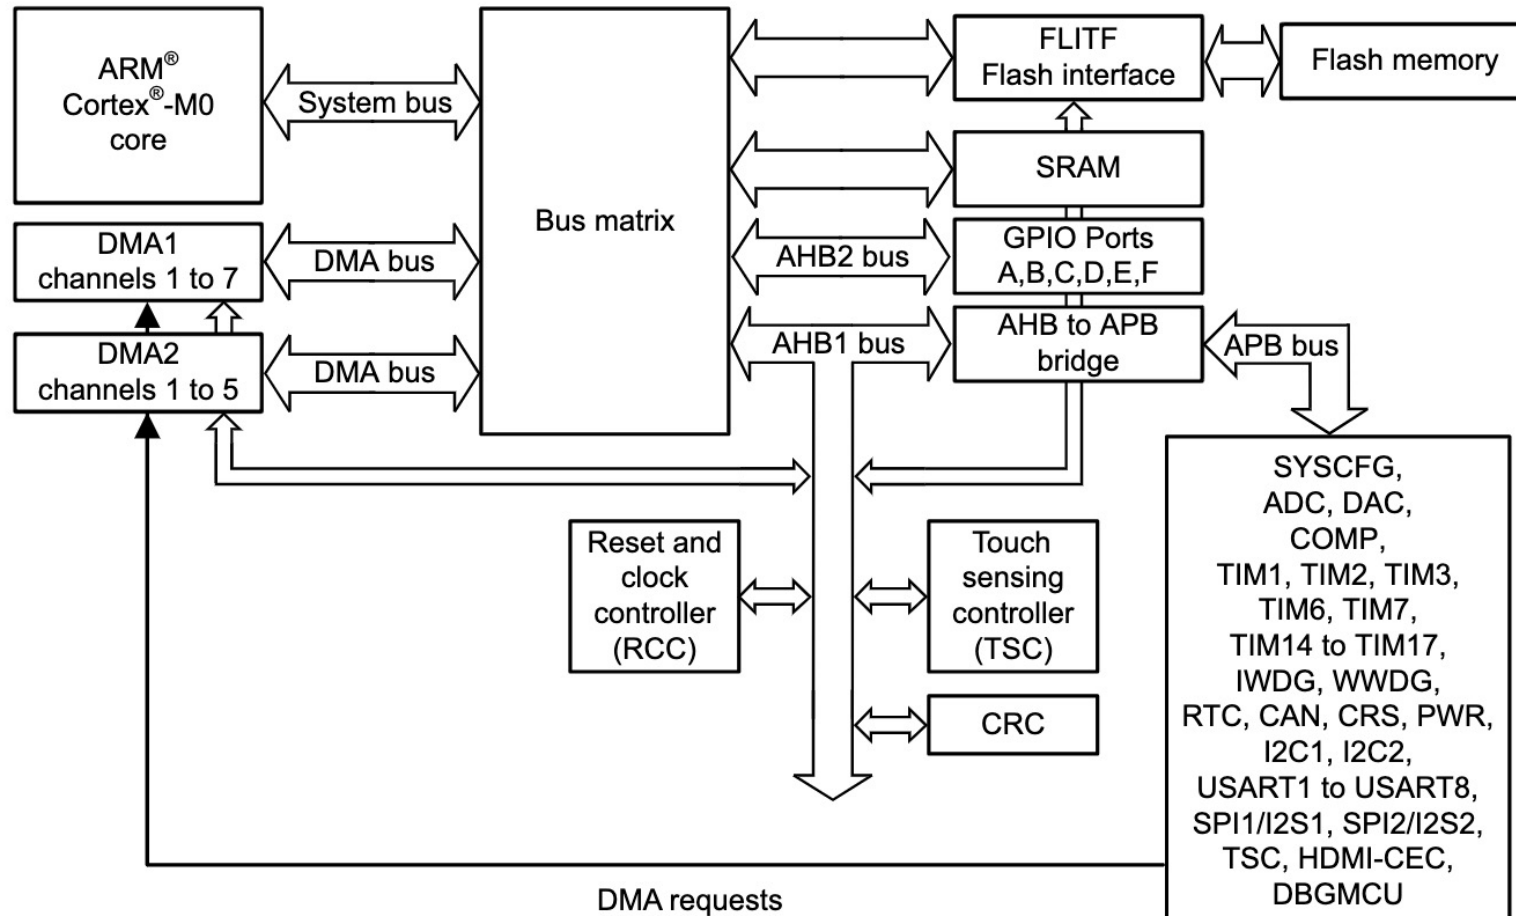 ARM®
Cortex®-M0
core
System bus
Bus matrix
FLITF
Flash interface
Flash memory
SRAM
DMA1
channels 1 to 7
DMA bus
AHB2 bus
GPIO Ports
A,B,C,D,E,F
DMA2
channels 1 to 5
DMA bus
AHB1 bus
AHB to APB
bridge
APB bus
Reset and
clock
controller
(RCC)
Touch
sensing
controller
(TSC)
CRC
SYSCFG,
ADC, DAC,
COMP,
TIM1, TIM2, TIM3,
TIM6, TIM7,
TIM14 to TIM17,
IWDG, WWDG,
RTC, CAN, CRS, PWR,
I2C1, I2C2,
USART1 to USART8,
SPI1/I2S1, SPI2/I2S2,
TSC, HDMI-CEC,
DBGMCU
DMA requests